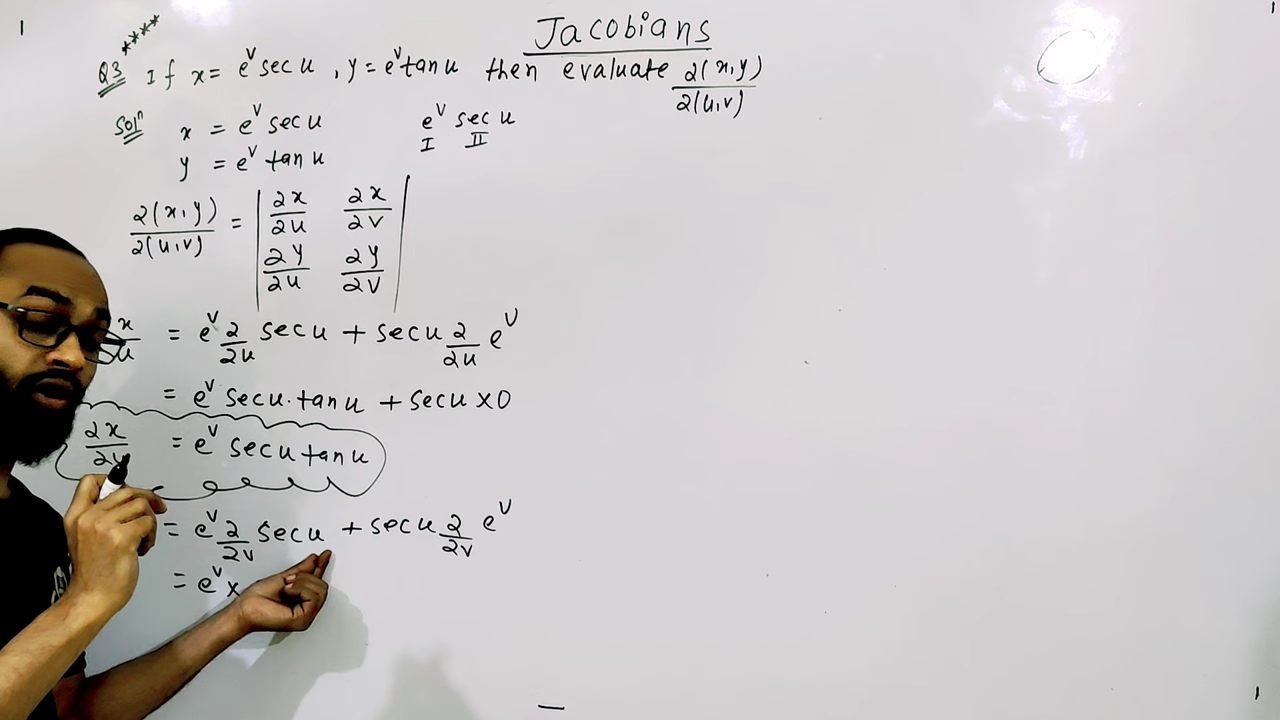 Jacobians
****
Q3 If x = e^v sec u , y = e^v tan u then evaluate ∂(x,y)/∂(u,v)
Solⁿ x = e^v sec u e^v sec u
I II
y = e^v tan u
∂(x,y)/∂(u,v) = | ∂x/∂u ∂x/∂v |
| ∂y/∂u ∂y/∂v |
x/u = e^v ∂/∂u sec u + sec u ∂/∂u e^v
= e^v sec u · tan u + sec u × 0
∂x/∂u = e^v sec u tan u
= e^v ∂/∂v sec u + sec u ∂/∂v e^v
= e^v ×